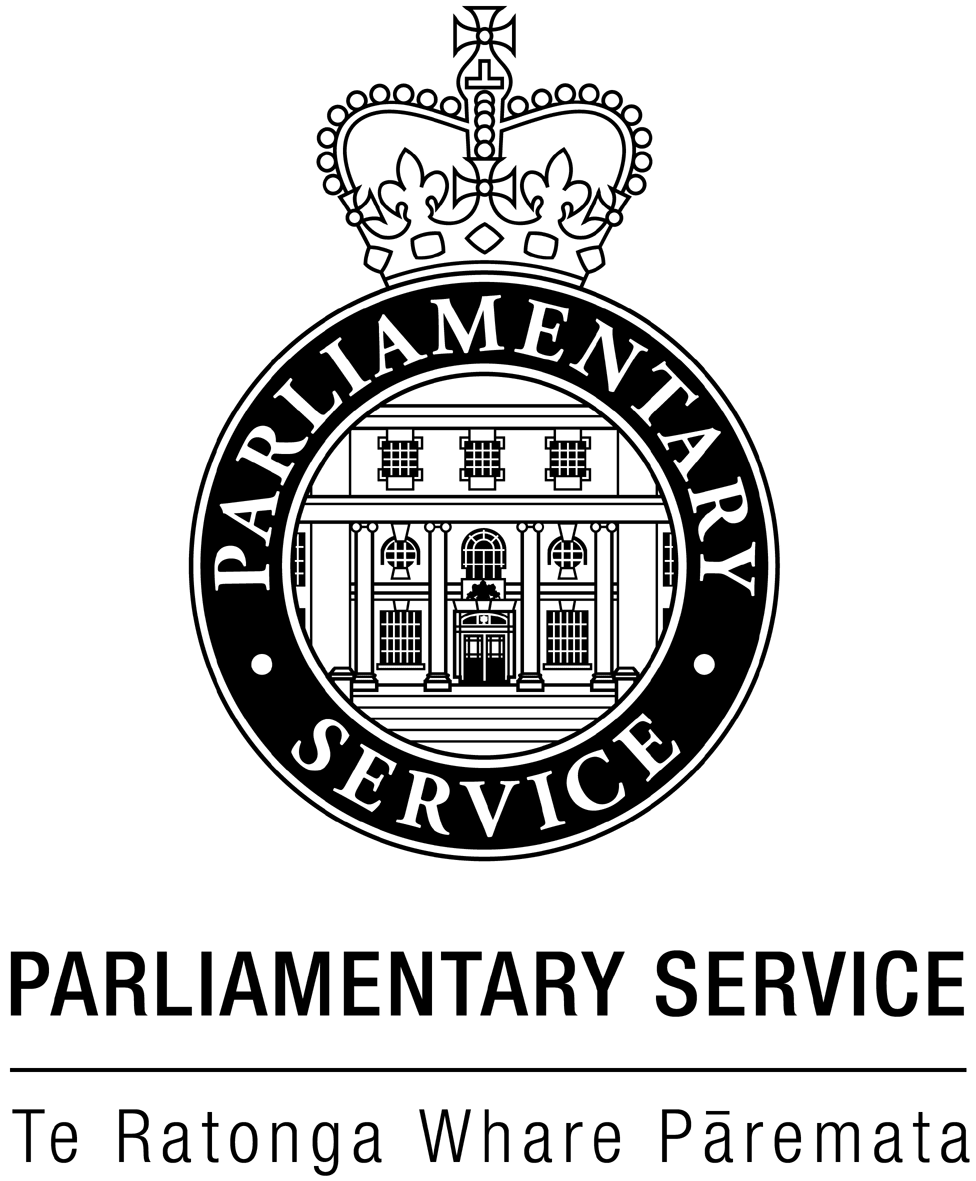 PARLIAMENTARY
SERVICE
PARLIAMENTARY SERVICE
Te Ratonga Whare Pāremata